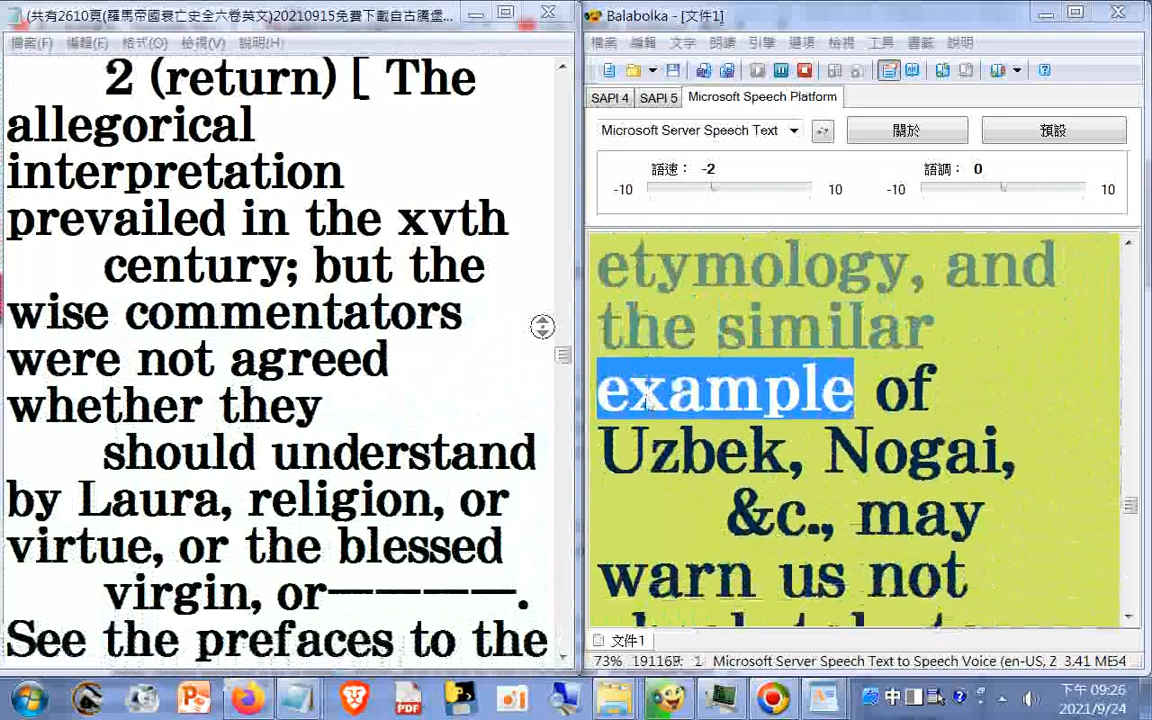 (共有2610頁(羅馬帝國衰亡史全六卷英文)20210915免費下載自古騰堡...
檔案(F) 編輯(E) 格式(O) 檢視(V) 說明(H)
2 (return) [ The
allegorical
interpretation
prevailed in the xvth
century; but the
wise commentators
were not agreed
whether they
should understand
by Laura, religion, or
virtue, or the blessed
virgin, or————.
See the prefaces to the
Balabolka - [文件1]
檔案 編輯 文字 朗讀 引擎 選項 檢視 工具 書籤 說明
SAPI 4 SAPI 5 Microsoft Speech Platform
Microsoft Server Speech Text 關於 預設
語速： -2 語調： 0
-10 10 -10 10
etymology, and
the similar
example of
Uzbek, Nogai,
&c., may
warn us not
文件1
73% Microsoft Server Speech Text to Speech Voice (en-US, Z 3.41 ME
中
下午 09:26
2021/9/24